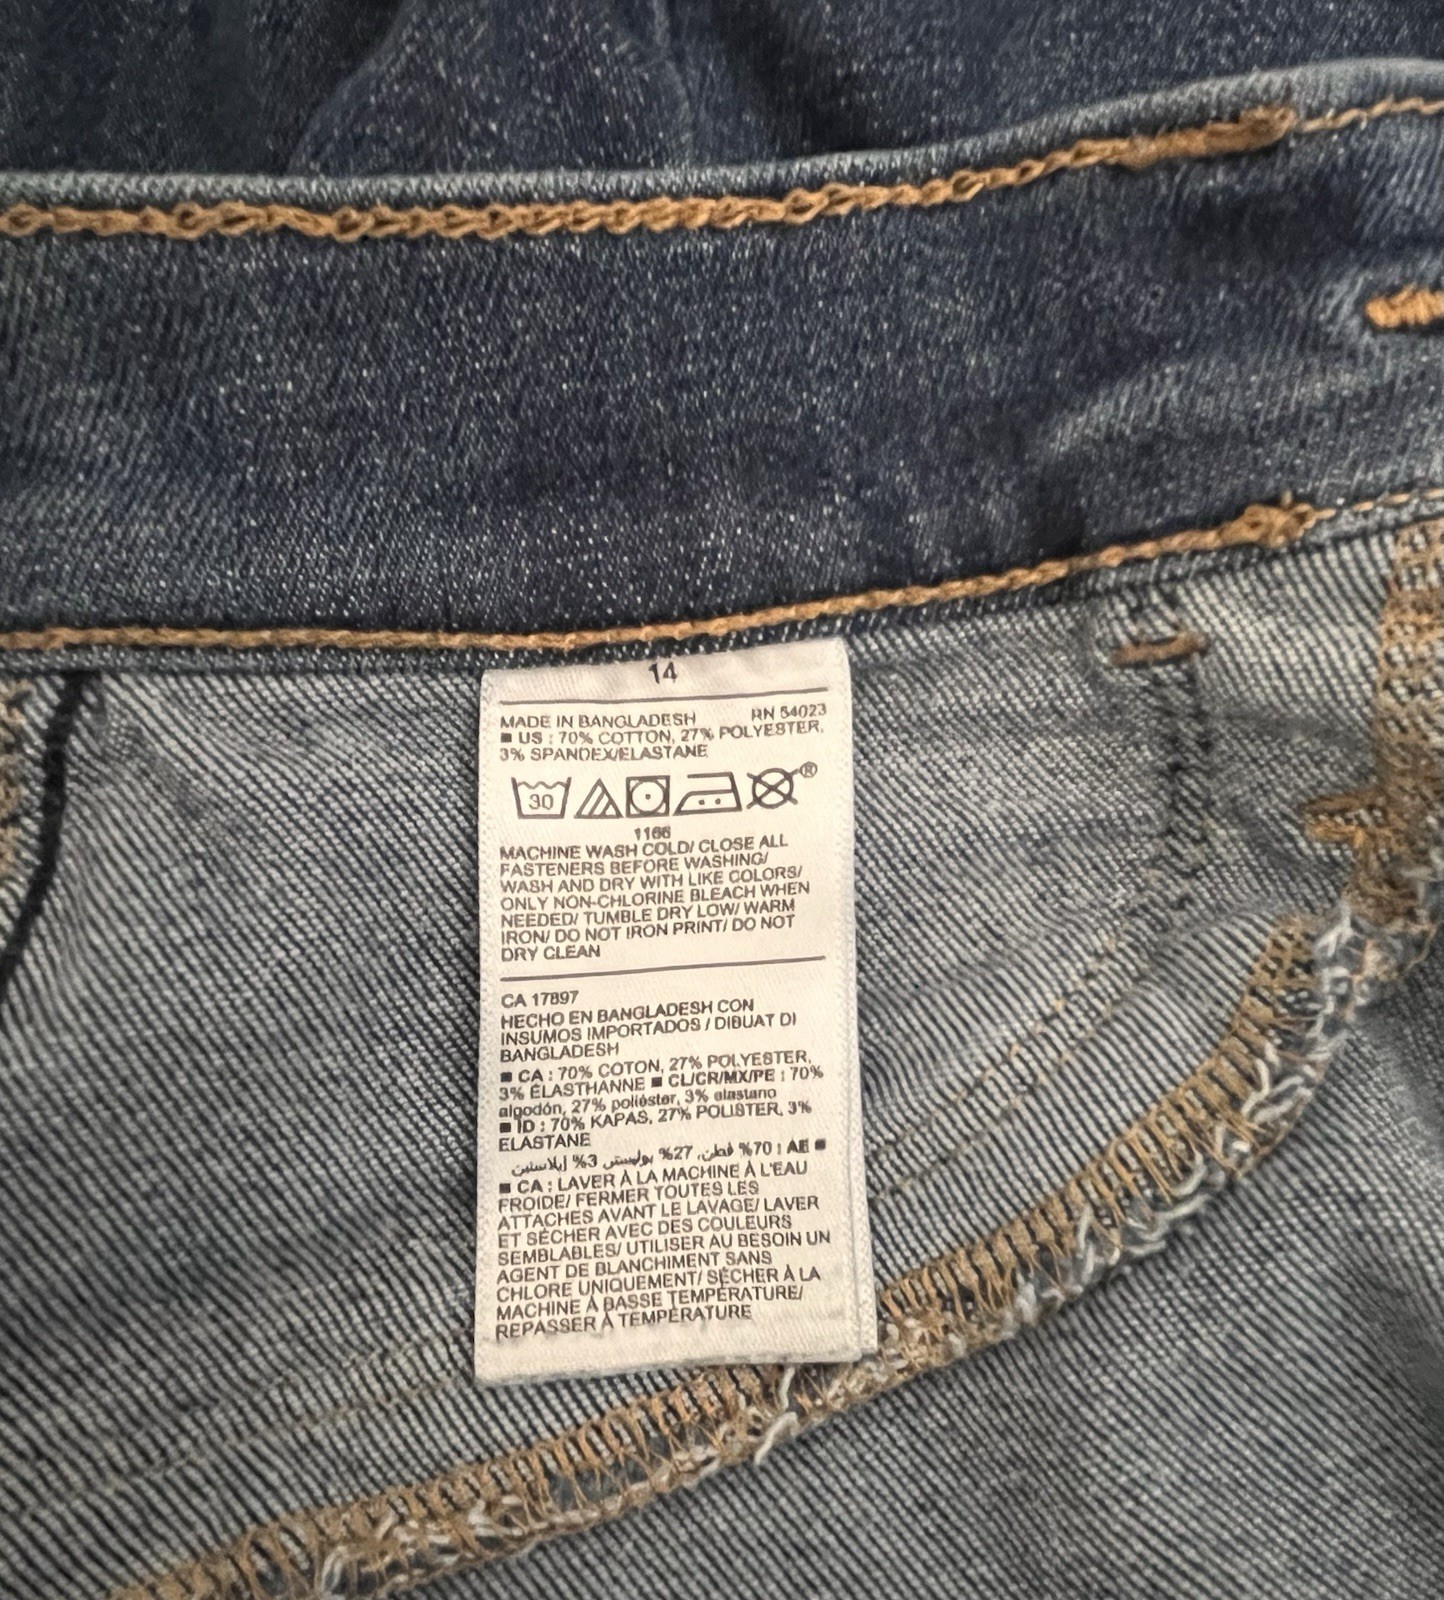 14
MADE IN BANGLADESH RN 54023
■ US : 70% COTTON, 27% POLYESTER,
3% SPANDEX/ELASTANE
30
®
1166
MACHINE WASH COLD/ CLOSE ALL
FASTENERS BEFORE WASHING/
WASH AND DRY WITH LIKE COLORS/
ONLY NON-CHLORINE BLEACH WHEN
NEEDED/ TUMBLE DRY LOW/ WARM
IRON/ DO NOT IRON PRINT/ DO NOT
DRY CLEAN
CA 17897
HECHO EN BANGLADESH CON
INSUMOS IMPORTADOS / DIBUAT DI
BANGLADESH
■ CA : 70% COTON, 27% POLYESTER,
3% ÉLASTHANNE ■ CL/CR/MX/PE : 70%
algodón, 27% poliéster, 3% elastano
■ ID : 70% KAPAS, 27% POLISTER, 3%
ELASTANE
■ AE : 70% قطن، 27% بوليستر، 3% إيلاستين
■ CA : LAVER À LA MACHINE À L'EAU
FROIDE/ FERMER TOUTES LES
ATTACHES AVANT LE LAVAGE/ LAVER
ET SÉCHER AVEC DES COULEURS
SEMBLABLES/ UTILISER AU BESOIN UN
AGENT DE BLANCHIMENT SANS
CHLORE UNIQUEMENT/ SÉCHER À LA
MACHINE À BASSE TEMPÉRATURE/
REPASSER À TEMPÉRATURE